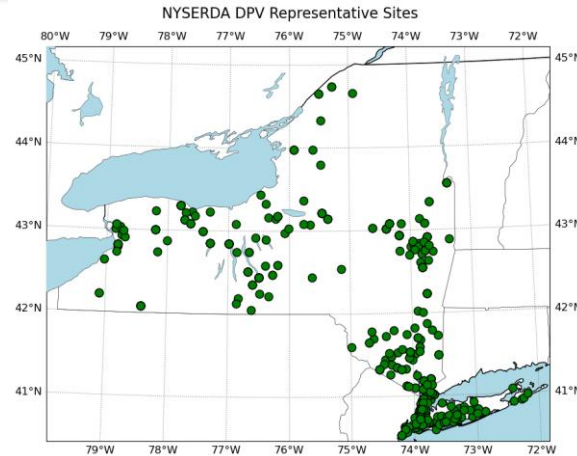 NYSERDA DPV Representative Sites
80°W 79°W 78°W 77°W 76°W 75°W 74°W 73°W 72°W
45°N 45°N
44°N 44°N
43°N 43°N
42°N 42°N
41°N 41°N
79°W 78°W 77°W 76°W 75°W 74°W 73°W 72°W